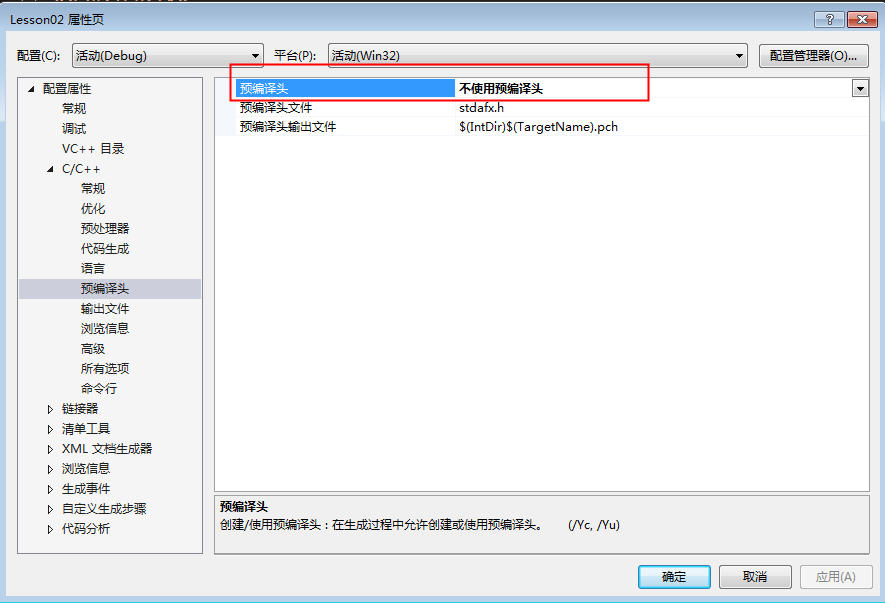 Lesson02 属性页
配置(C): 活动(Debug) 平台(P): 活动(Win32) 配置管理器(O)...
配置属性
常规
调试
VC++ 目录
C/C++
常规
优化
预处理器
代码生成
语言
预编译头
输出文件
浏览信息
高级
所有选项
命令行
链接器
清单工具
XML 文档生成器
浏览信息
生成事件
自定义生成步骤
代码分析
预编译头 不使用预编译头
预编译头文件 stdafx.h
预编译头输出文件 $(IntDir)$(TargetName).pch
预编译头
创建/使用预编译头 : 在生成过程中允许创建或使用预编译头。 (/Yc, /Yu)
确定 取消 应用(A)